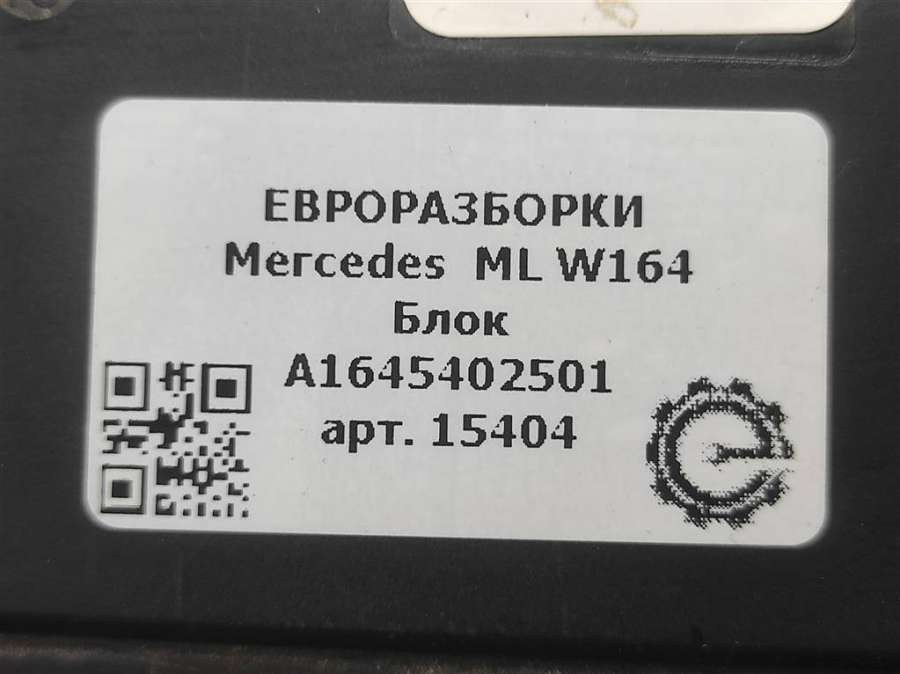 ЕВРОРАЗБОРКИ
Mercedes ML W164
Блок
A1645402501
арт. 15404